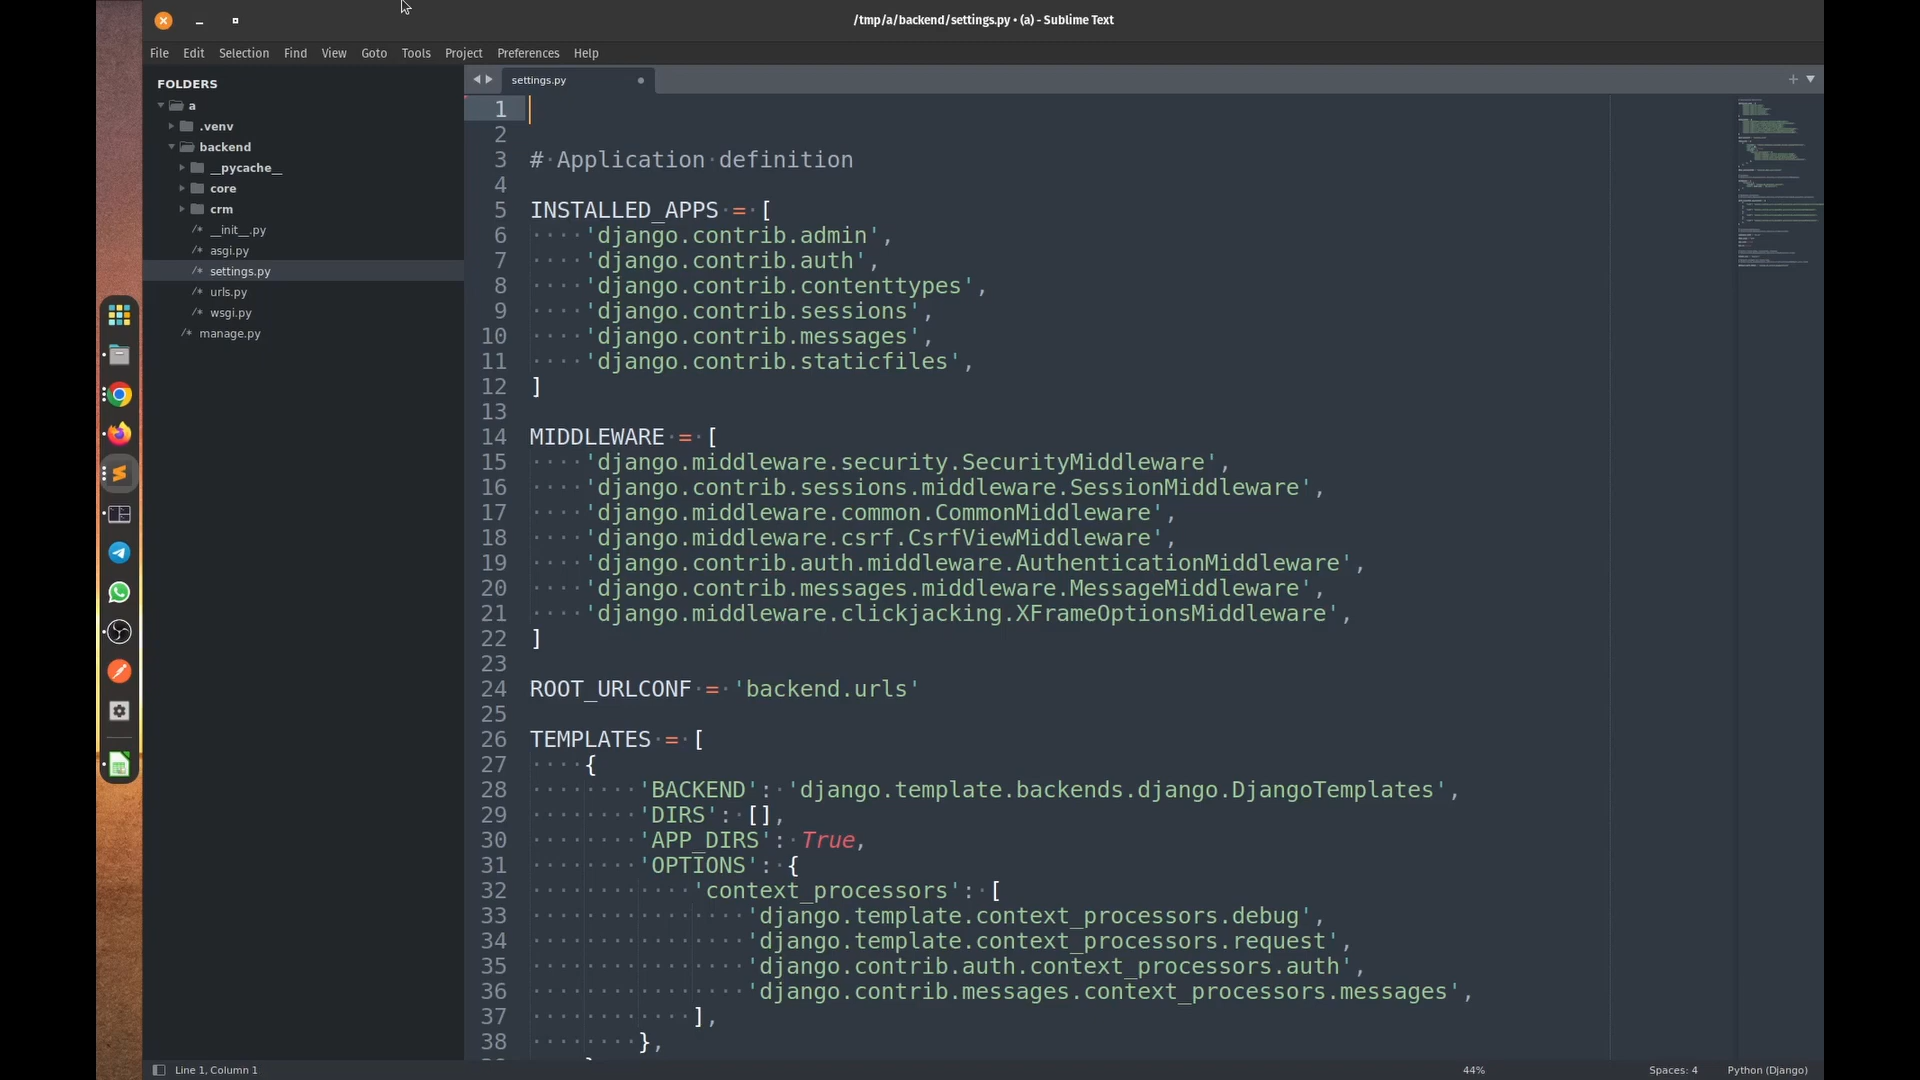 /tmp/a/backend/settings.py • (a) - Sublime Text
File Edit Selection Find View Goto Tools Project Preferences Help
FOLDERS
a
.venv
backend
__pycache__
core
crm
__init__.py
asgi.py
settings.py
urls.py
wsgi.py
manage.py
settings.py
1
2
3 # Application definition
4
5 INSTALLED_APPS = [
6     'django.contrib.admin',
7     'django.contrib.auth',
8     'django.contrib.contenttypes',
9     'django.contrib.sessions',
10     'django.contrib.messages',
11     'django.contrib.staticfiles',
12 ]
13
14 MIDDLEWARE = [
15     'django.middleware.security.SecurityMiddleware',
16     'django.contrib.sessions.middleware.SessionMiddleware',
17     'django.middleware.common.CommonMiddleware',
18     'django.middleware.csrf.CsrfViewMiddleware',
19     'django.contrib.auth.middleware.AuthenticationMiddleware',
20     'django.contrib.messages.middleware.MessageMiddleware',
21     'django.middleware.clickjacking.XFrameOptionsMiddleware',
22 ]
23
24 ROOT_URLCONF = 'backend.urls'
25
26 TEMPLATES = [
27     {
28         'BACKEND': 'django.template.backends.django.DjangoTemplates',
29         'DIRS': [],
30         'APP_DIRS': True,
31         'OPTIONS': {
32             'context_processors': [
33                 'django.template.context_processors.debug',
34                 'django.template.context_processors.request',
35                 'django.contrib.auth.context_processors.auth',
36                 'django.contrib.messages.context_processors.messages',
37             ],
38         },
Line 1, Column 1
44%
Spaces: 4
Python (Django)